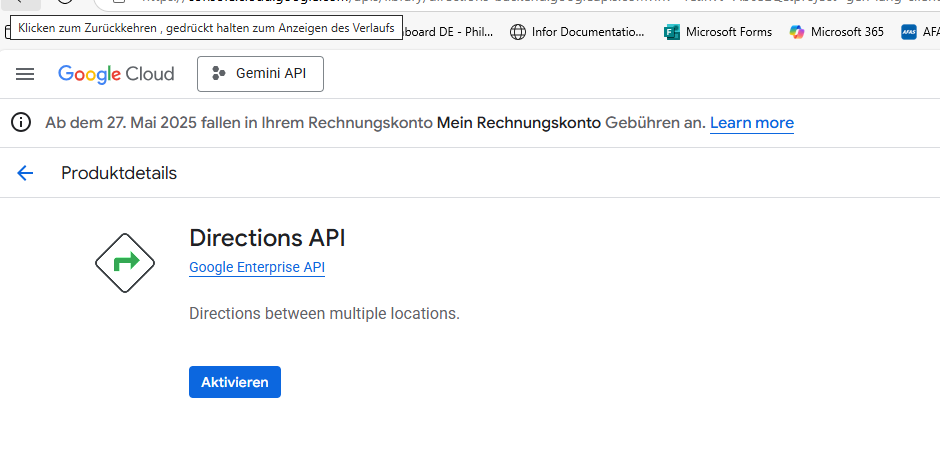 Klicken zum Zurückkehren , gedrückt halten zum Anzeigen des Verlaufs
board DE - Phil...
Infor Documentatio...
Microsoft Forms
Microsoft 365
AFAS
AFA
Google Cloud
Gemini API
Ab dem 27. Mai 2025 fallen in Ihrem Rechnungskonto Mein Rechnungskonto Gebühren an. Learn more
Produktdetails
Directions API
Google Enterprise API
Directions between multiple locations.
Aktivieren